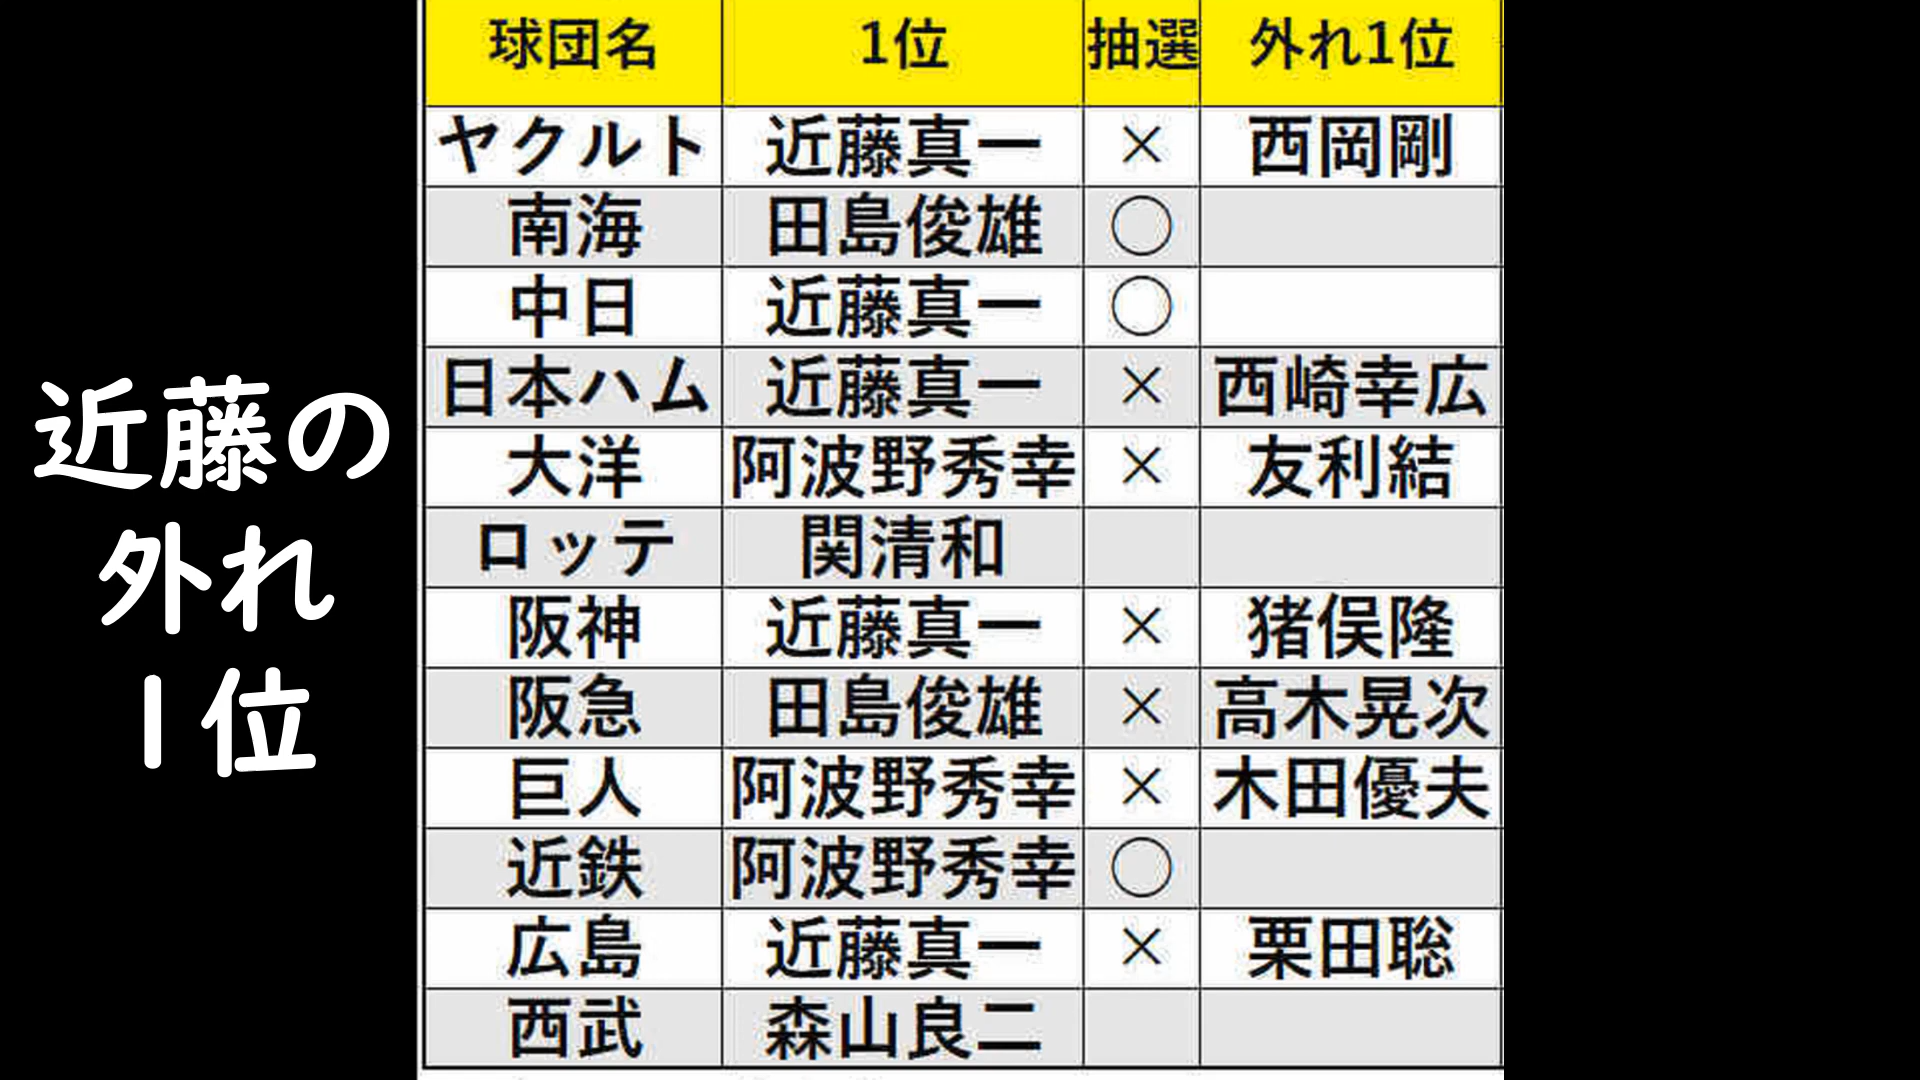 近藤の
外れ
1位
球団名 1位 抽選 外れ1位
ヤクルト 近藤真一 × 西岡剛
南海 田島俊雄 ○
中日 近藤真一 ○
日本ハム 近藤真一 × 西崎幸広
大洋 阿波野秀幸 × 友利結
ロッテ 関清和
阪神 近藤真一 × 猪俣隆
阪急 田島俊雄 × 高木晃次
巨人 阿波野秀幸 × 木田優夫
近鉄 阿波野秀幸 ○
広島 近藤真一 × 栗田聡
西武 森山良二